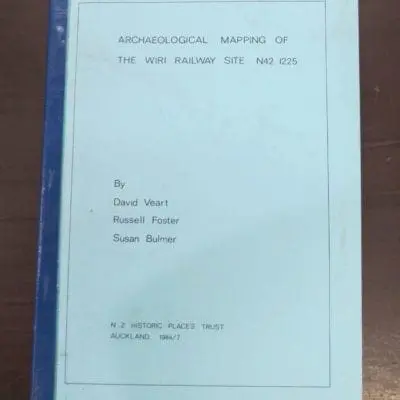 ARCHAEOLOGICAL MAPPING OF
THE WIRI RAILWAY SITE N42 1225
By
David Veart
Russell Foster
Susan Bulmer
N Z HISTORIC PLACES TRUST
AUCKLAND 1984/7